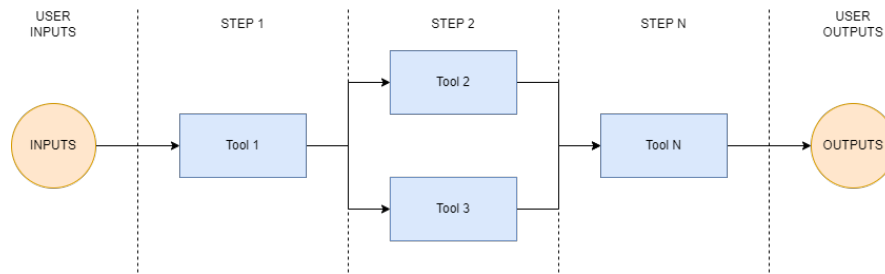 USER
INPUTS
STEP 1
STEP 2
STEP N
USER
OUTPUTS
Tool 2
INPUTS
Tool 1
Tool N
OUTPUTS
Tool 3